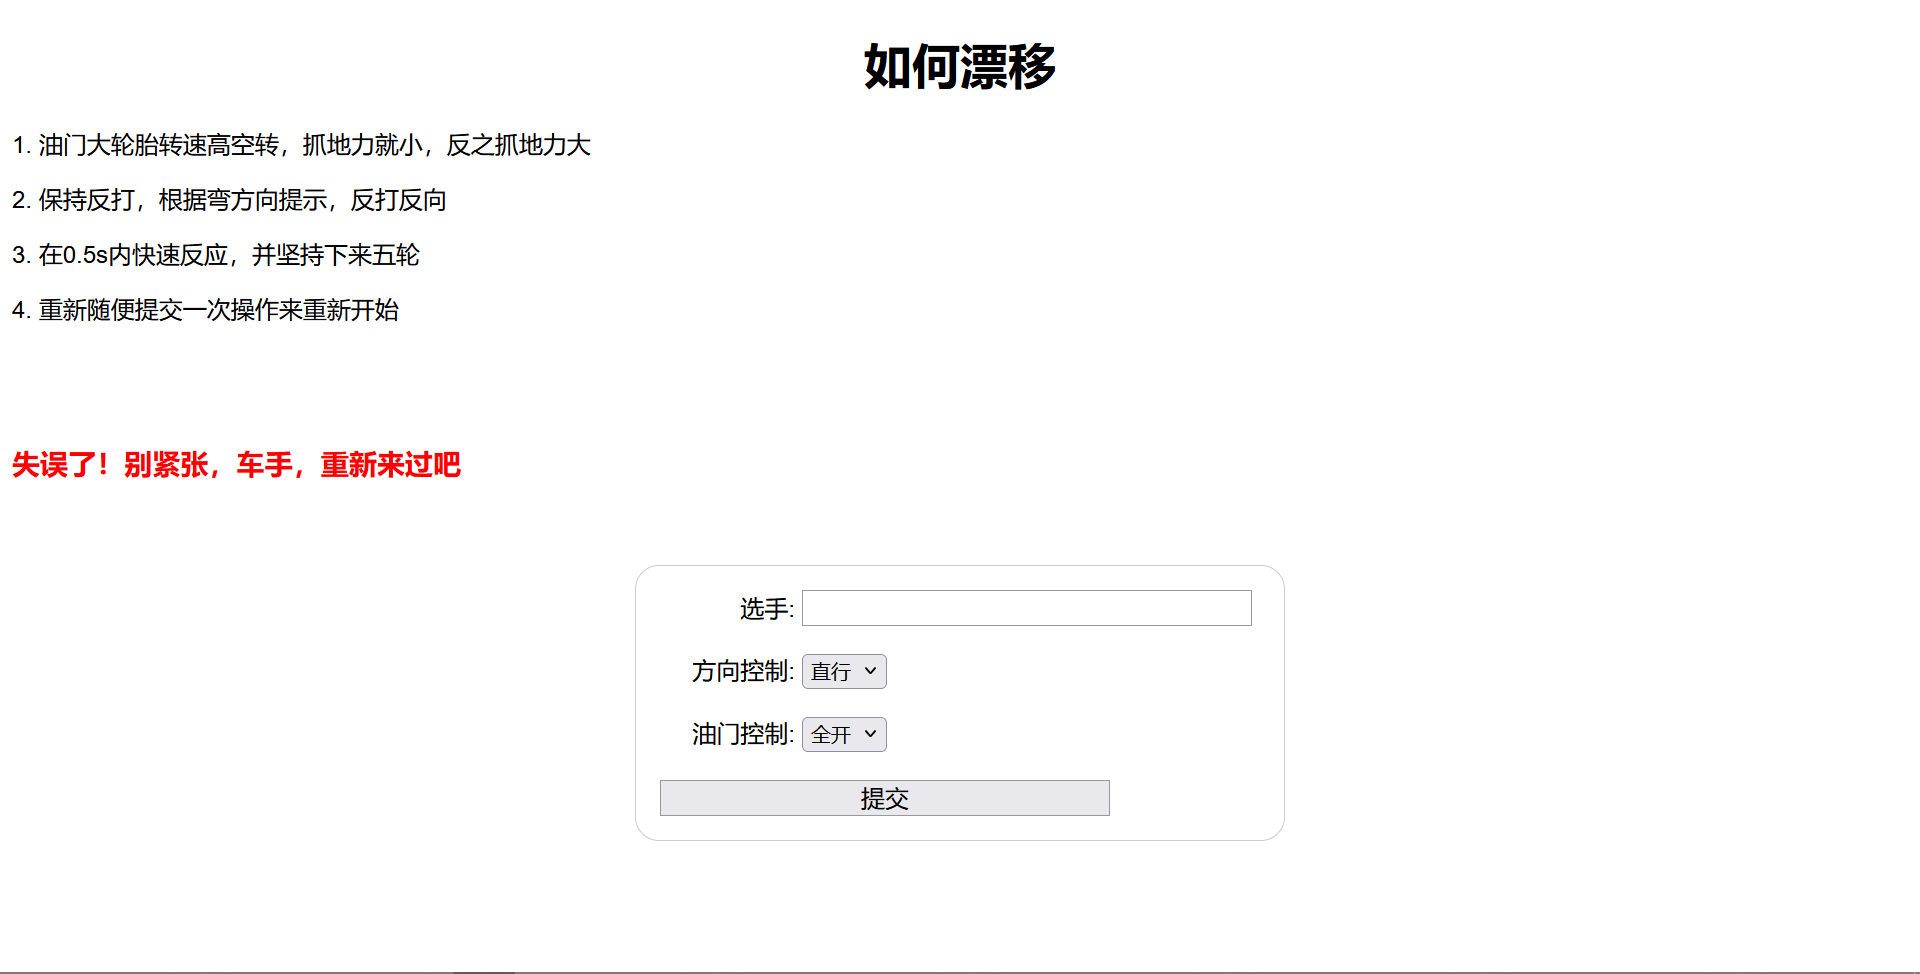 如何漂移
1. 油门大轮胎转速高空转，抓地力就小，反之抓地力大
2. 保持反打，根据弯方向提示，反打反向
3. 在0.5s内快速反应，并坚持下来五轮
4. 重新随便提交一次操作来重新开始
失误了！别紧张，车手，重新来过吧
选手:
方向控制: 直行
油门控制: 全开
提交